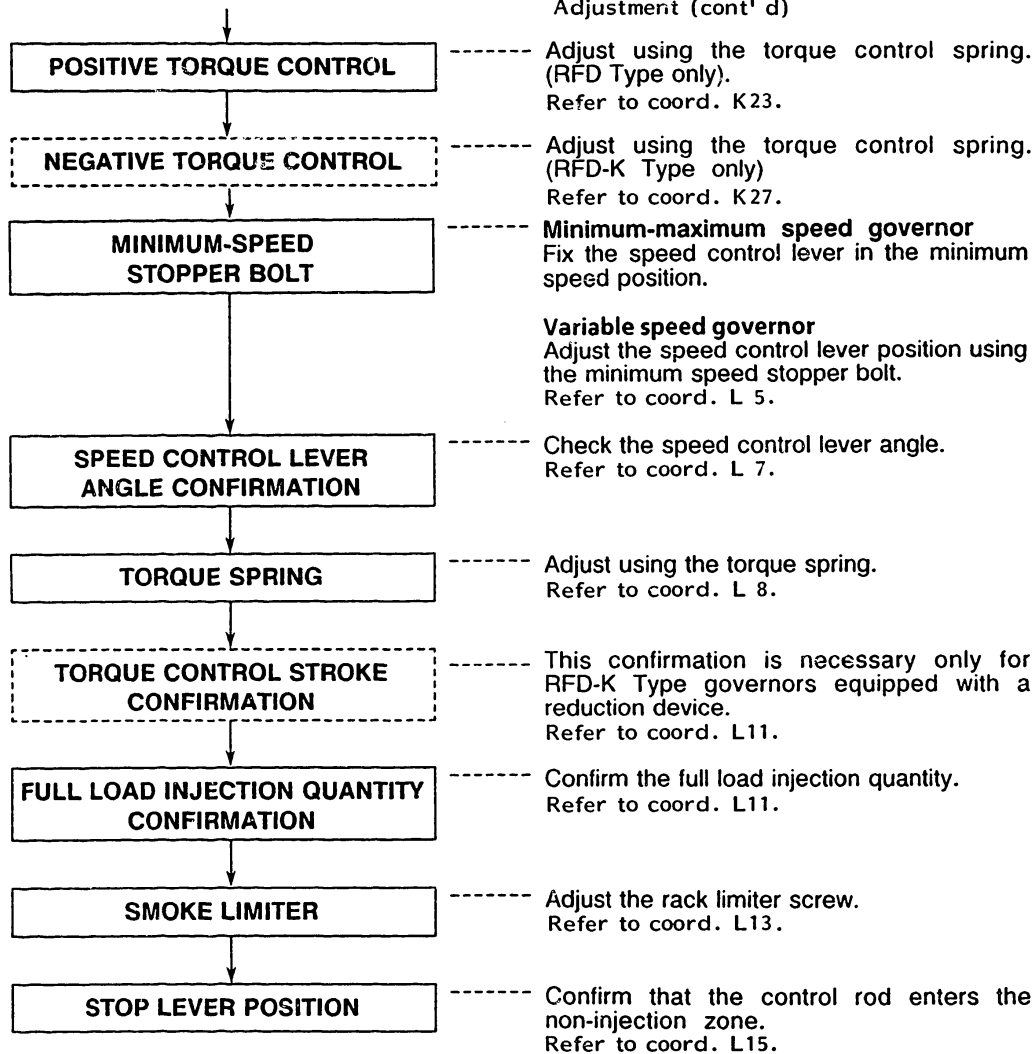 Adjustment (cont' d)
POSITIVE TORQUE CONTROL
------- Adjust using the torque control spring.
(RFD Type only).
Refer to coord. K23.
NEGATIVE TORQUE CONTROL
------- Adjust using the torque control spring.
(RFD-K Type only)
Refer to coord. K27.
MINIMUM-SPEED
STOPPER BOLT
------- Minimum-maximum speed governor
Fix the speed control lever in the minimum
speed position.
Variable speed governor
Adjust the speed control lever position using
the minimum speed stopper bolt.
Refer to coord. L 5.
SPEED CONTROL LEVER
ANGLE CONFIRMATION
------- Check the speed control lever angle.
Refer to coord. L 7.
TORQUE SPRING
------- Adjust using the torque spring.
Refer to coord. L 8.
TORQUE CONTROL STROKE
CONFIRMATION
------- This confirmation is necessary only for
RFD-K Type governors equipped with a
reduction device.
Refer to coord. L11.
FULL LOAD INJECTION QUANTITY
CONFIRMATION
------- Confirm the full load injection quantity.
Refer to coord. L11.
SMOKE LIMITER
------- Adjust the rack limiter screw.
Refer to coord. L13.
STOP LEVER POSITION
------- Confirm that the control rod enters the
non-injection zone.
Refer to coord. L15.